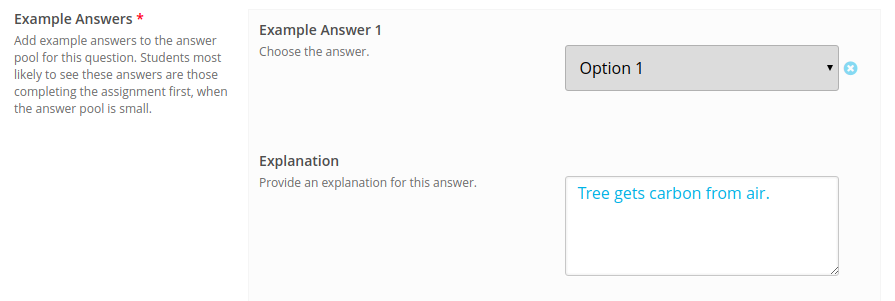 Example Answers *
Add example answers to the answer
pool for this question. Students most
likely to see these answers are those
completing the assignment first, when
the answer pool is small.
Example Answer 1
Choose the answer.
Option 1
Explanation
Provide an explanation for this answer.
Tree gets carbon from air.